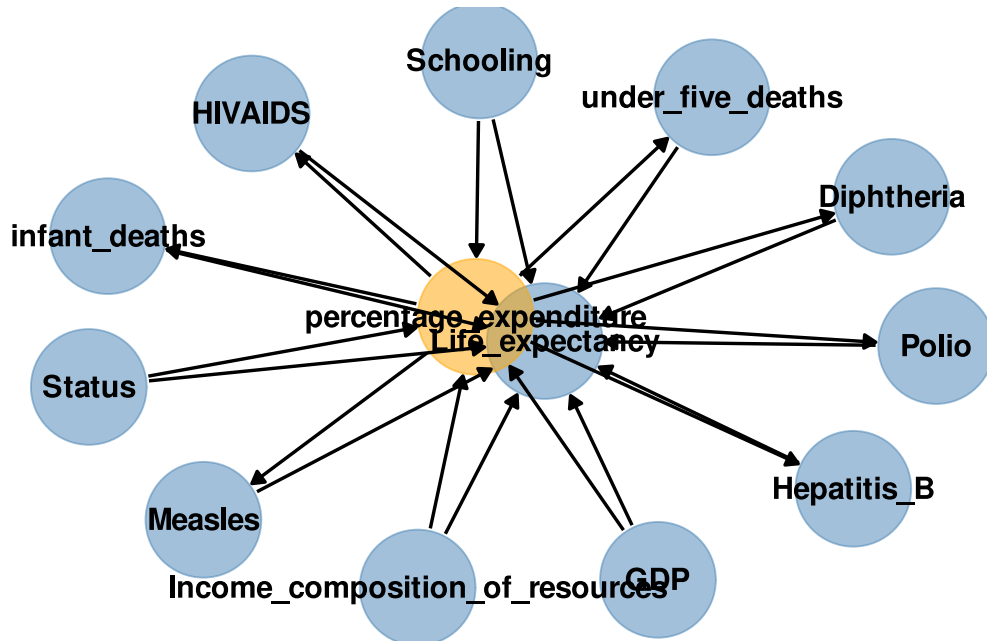 Schooling
under_five_deaths
HIVAIDS
Diphtheria
infant_deaths
percentage_expenditure
Life_expectancy
Polio
Status
Hepatitis_B
Measles
Income_composition_of_resources
GDP